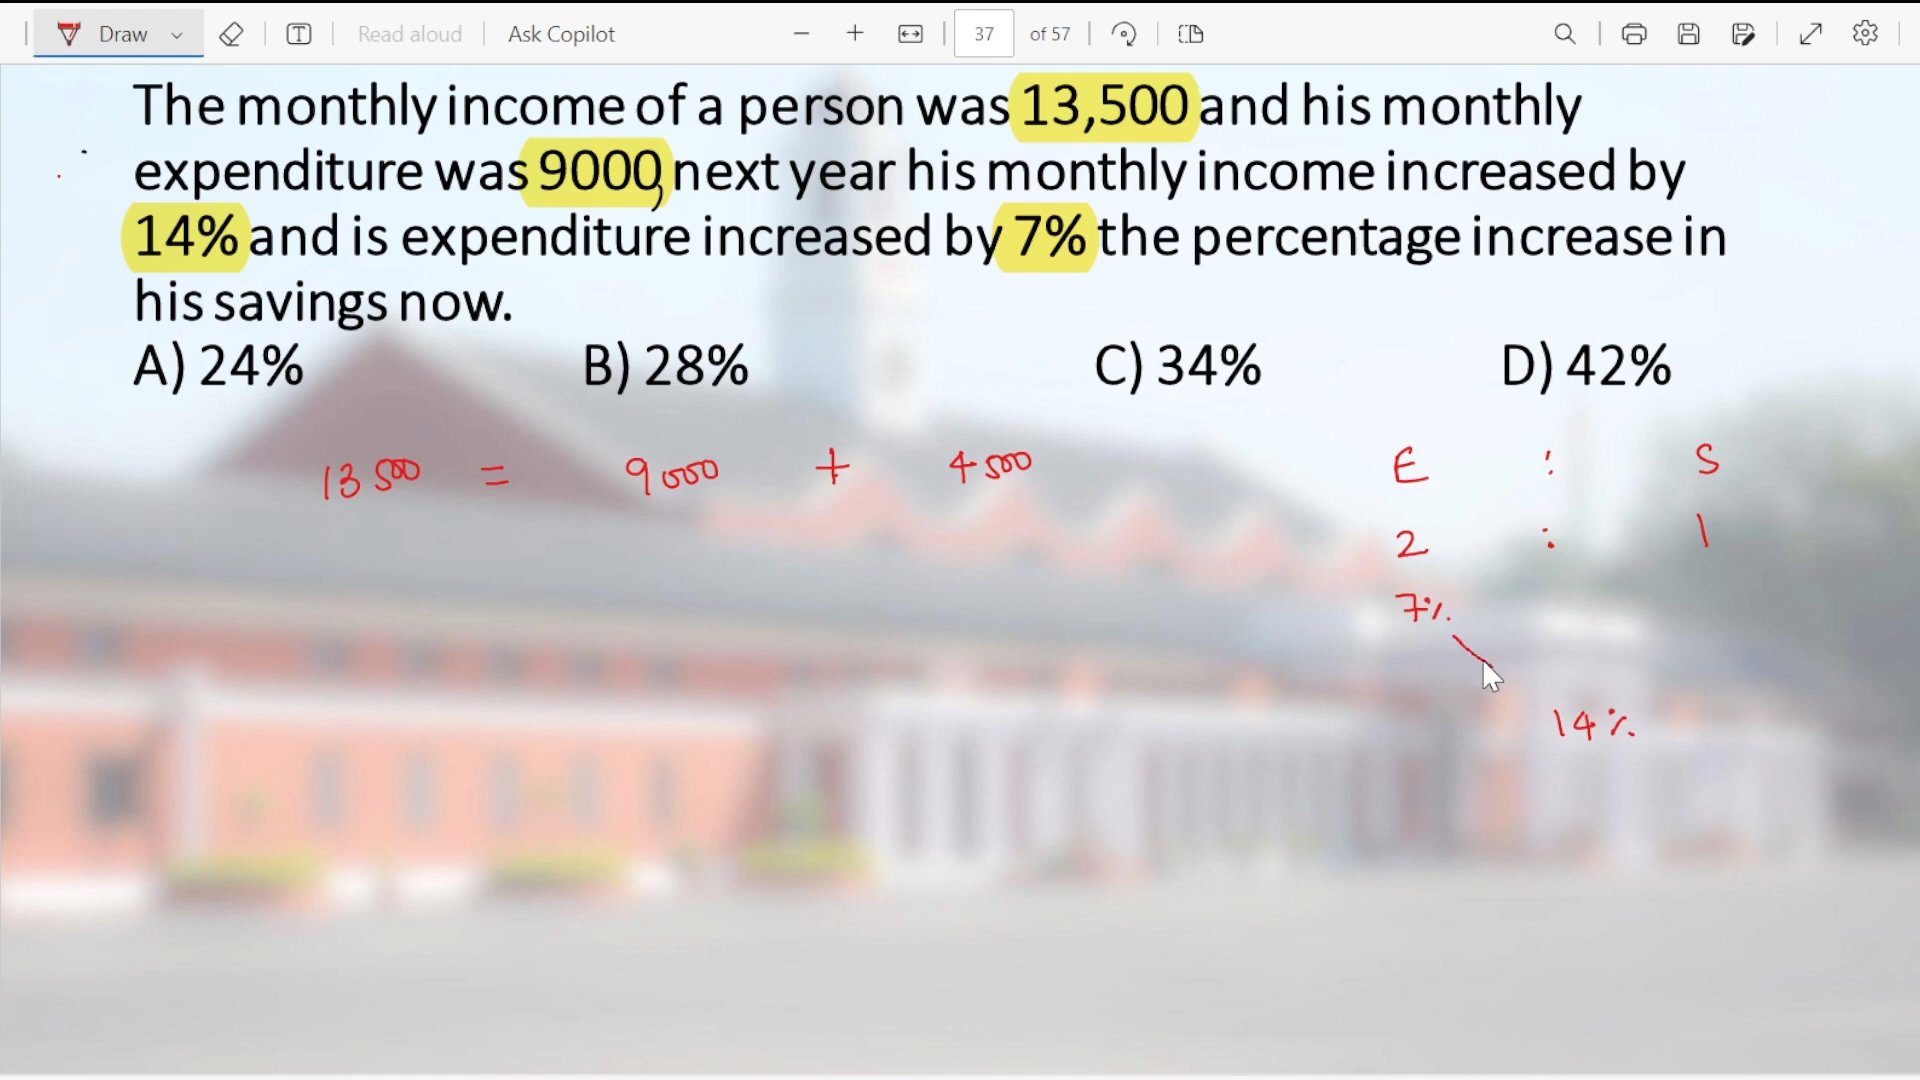 Draw
Read aloud
Ask Copilot
37 of 57
The monthly income of a person was 13,500 and his monthly
expenditure was 9000, next year his monthly income increased by
14% and is expenditure increased by 7% the percentage increase in
his savings now.
A) 24% B) 28% C) 34% D) 42%
13500 = 9000 + 4500
E : S
2 : 1
7%
14%